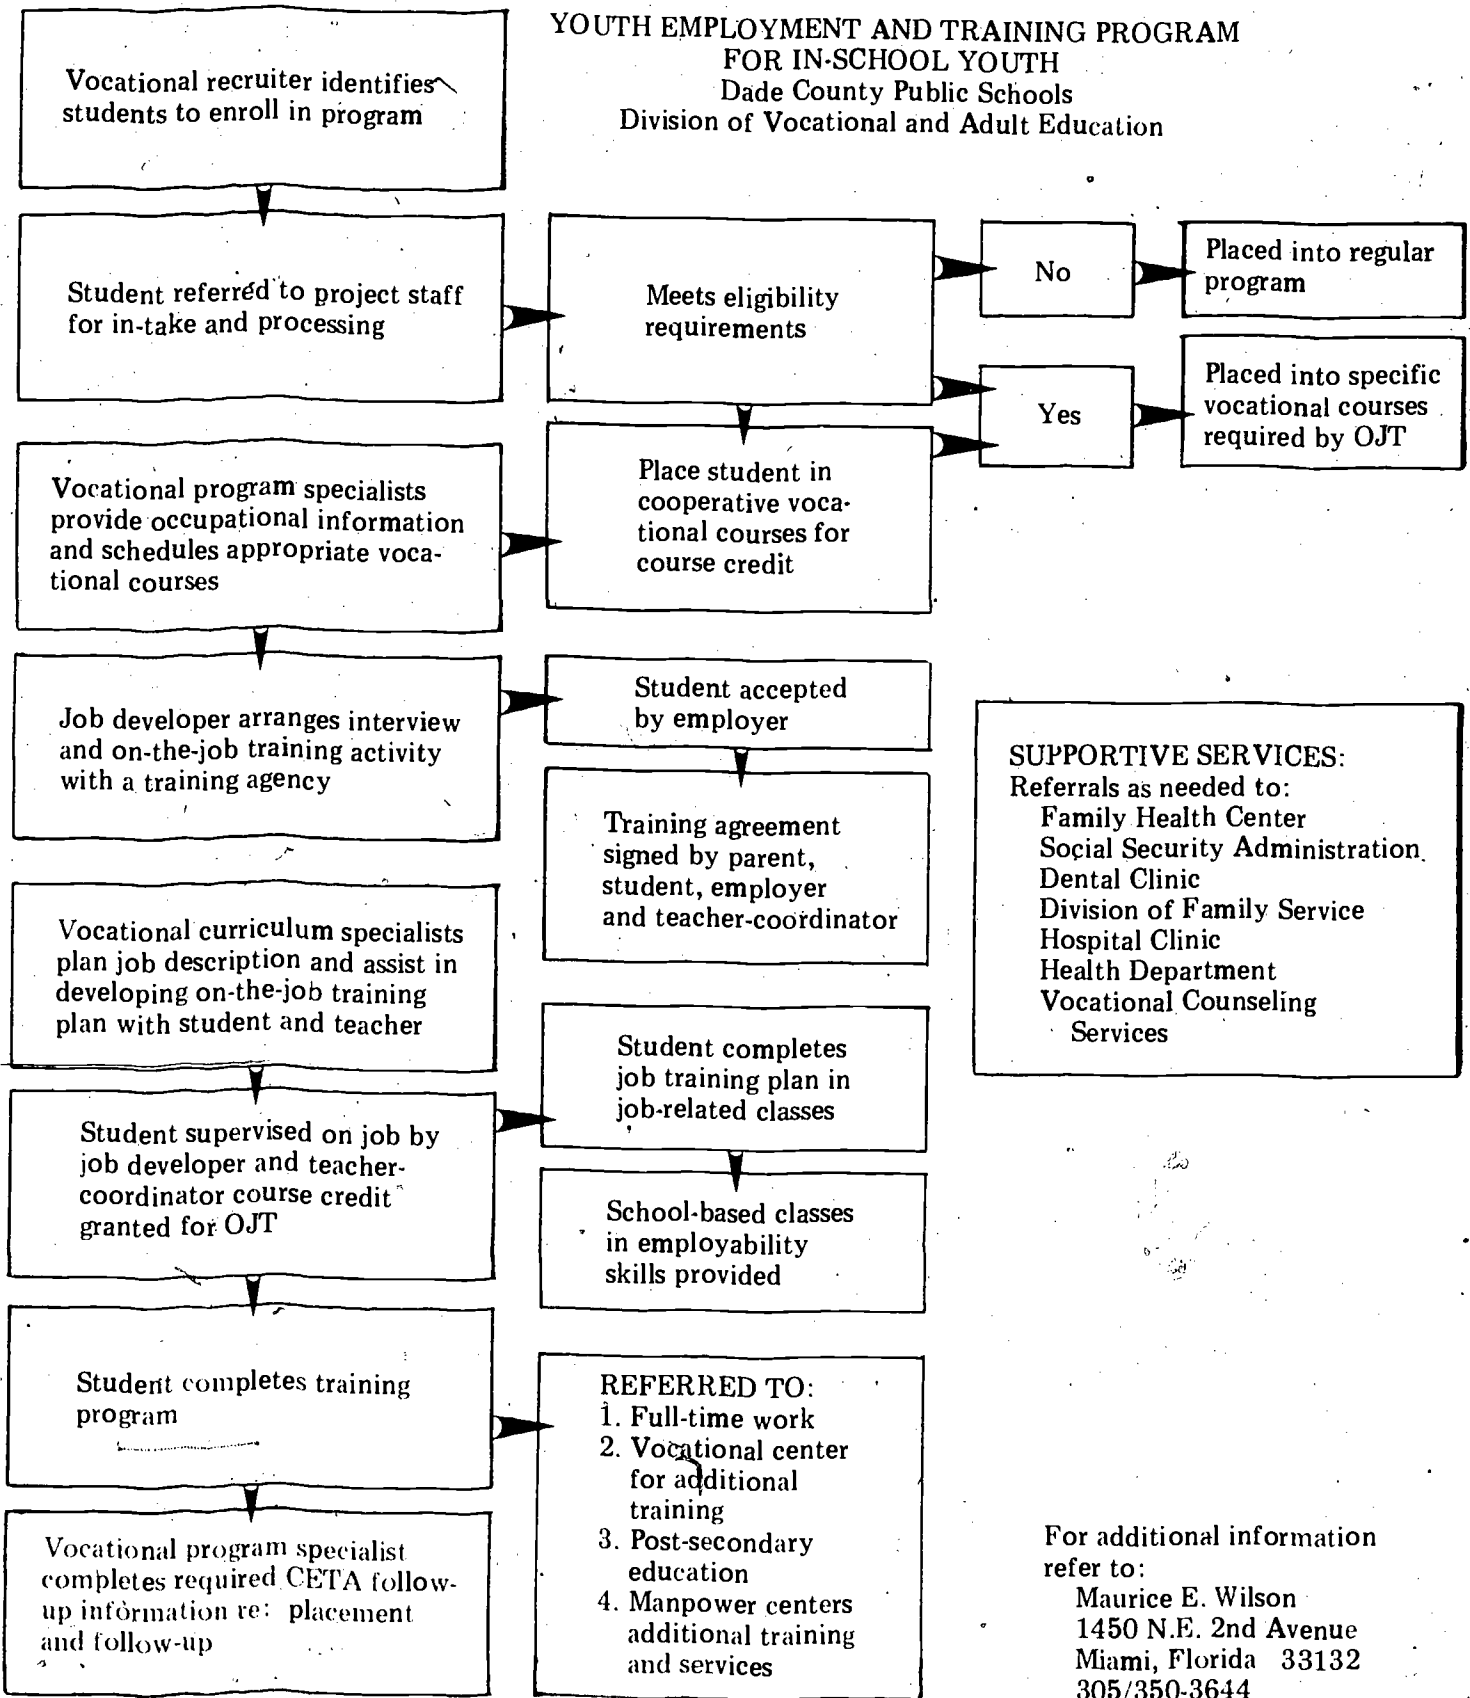 YOUTH EMPLOYMENT AND TRAINING PROGRAM
FOR IN-SCHOOL YOUTH
Dade County Public Schools
Division of Vocational and Adult Education
Vocational recruiter identifies
students to enroll in program
Student referred to project staff
for in-take and processing
Meets eligibility
requirements
No
Placed into regular
program
Yes
Placed into specific
vocational courses
required by OJT
Vocational program specialists
provide occupational information
and schedules appropriate voca-
tional courses
Place student in
cooperative voca-
tional courses for
course credit
Job developer arranges interview
and on-the-job training activity
with a training agency
Student accepted
by employer
Training agreement
signed by parent,
student, employer
and teacher-coordinator
SUPPORTIVE SERVICES:
Referrals as needed to:
Family Health Center
Social Security Administration
Dental Clinic
Division of Family Service
Hospital Clinic
Health Department
Vocational Counseling
Services
Vocational curriculum specialists
plan job description and assist in
developing on-the-job training
plan with student and teacher
Student completes
job training plan in
job-related classes
Student supervised on job by
job developer and teacher-
coordinator course credit
granted for OJT
School-based classes
in employability
skills provided
Student completes training
program
REFERRED TO:
1. Full-time work
2. Vocational center
for additional
training
3. Post-secondary
education
4. Manpower centers
additional training
and services
Vocational program specialist
completes required CETA follow-
up information re: placement
and follow-up
For additional information
refer to:
Maurice E. Wilson
1450 N.E. 2nd Avenue
Miami, Florida 33132
305/350-3644